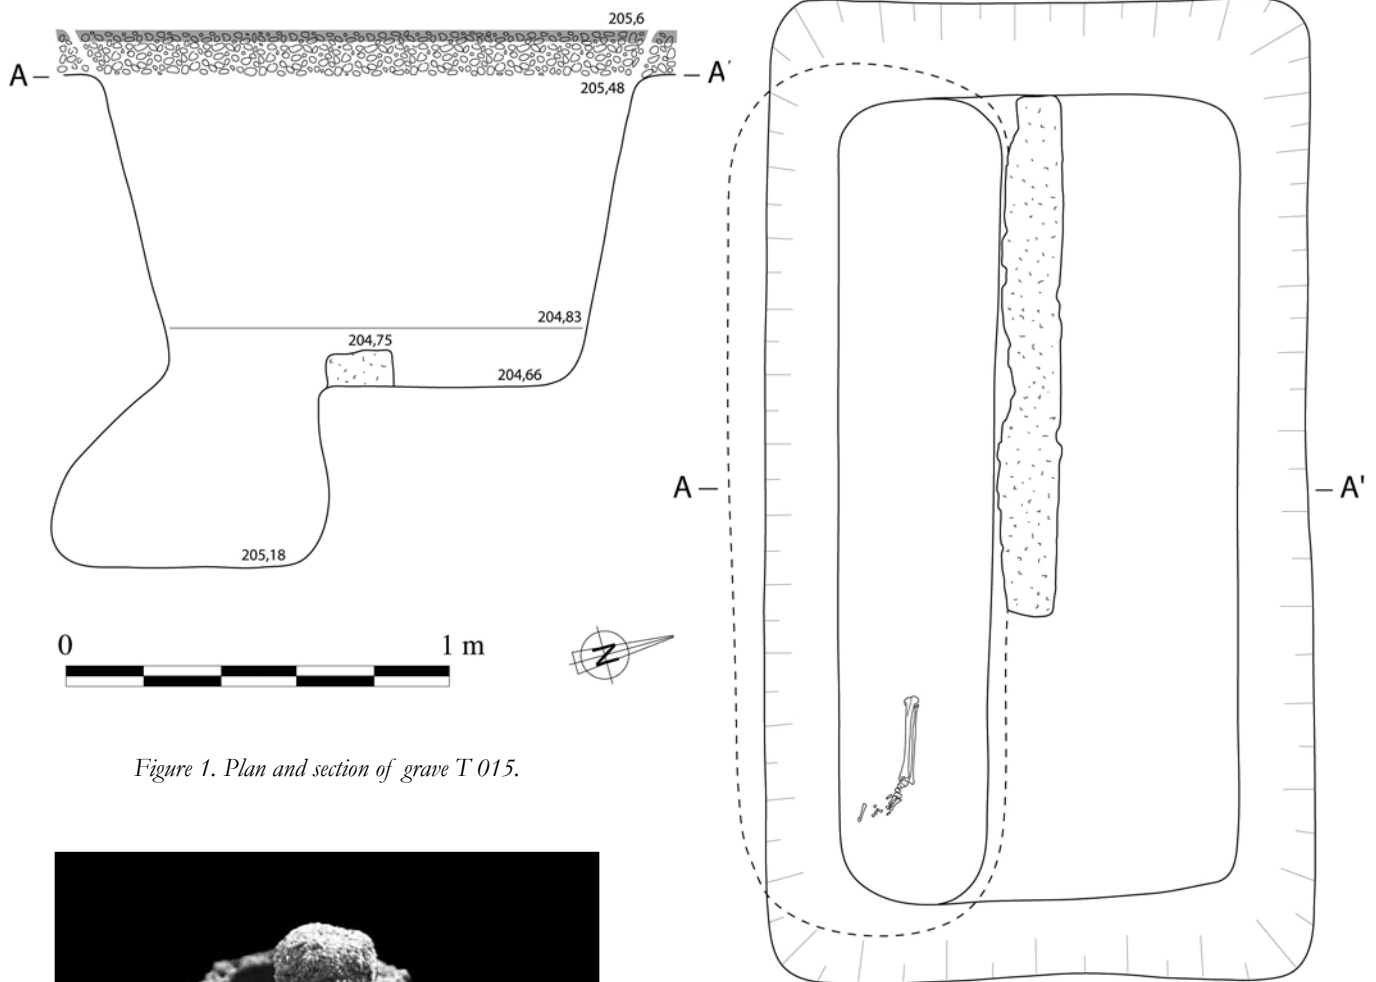 205,6
A – – A'
205,48
204,83
204,75
204,66
205,18
0 1 m
N
Figure 1. Plan and section of grave T 015.
A – – A'